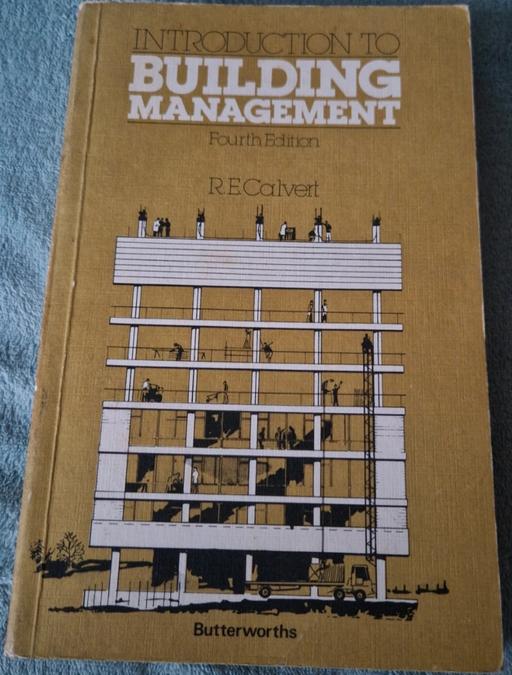 INTRODUCTION TO
BUILDING
MANAGEMENT
Fourth Edition
R.E.Calvert
Butterworths